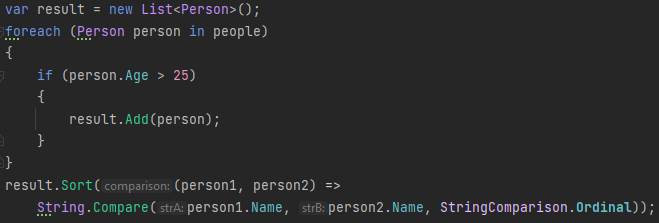 var result = new List<Person>();
foreach (Person person in people)
{
if (person.Age > 25)
{
result.Add(person);
}
}
result.Sort( comparison: (person1, person2) =>
String.Compare( strA: person1.Name, strB: person2.Name, StringComparison.Ordinal));